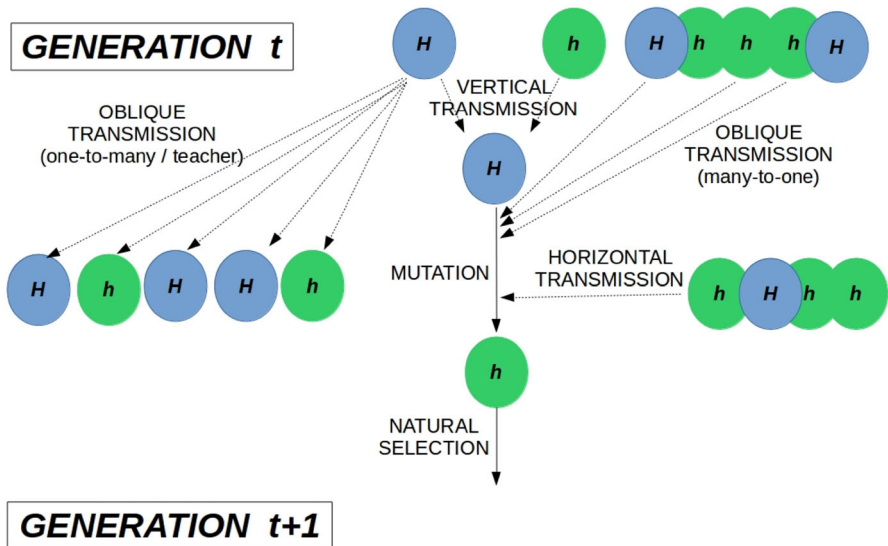 GENERATION t
H
h
H h h h H
VERTICAL
TRANSMISSION
OBLIQUE
TRANSMISSION
(one-to-many / teacher)
OBLIQUE
TRANSMISSION
(many-to-one)
H
H h H H h
MUTATION
HORIZONTAL
TRANSMISSION
h H h h
h
NATURAL
SELECTION
GENERATION t+1